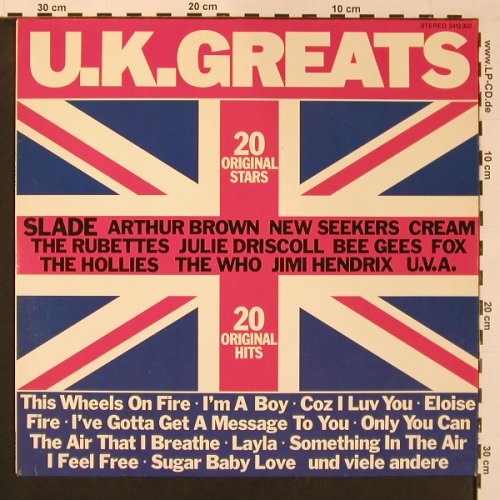 30 cm
20 cm
10 cm
STEREO 2459302
U.K.GREATS
www.LP-CD.de
20
ORIGINAL
STARS
10 cm
SLADE ARTHUR BROWN NEW SEEKERS CREAM
THE RUBETTES JULIE DRISCOLL BEE GEES FOX
THE HOLLIES THE WHO JIMI HENDRIX U.V.A.
20
ORIGINAL
HITS
20 cm
This Wheels On Fire · I'm A Boy · Coz I Luv You · Eloise
Fire · I've Gotta Get A Message To You · Only You Can
The Air That I Breathe · Layla · Something In The Air
I Feel Free · Sugar Baby Love und viele andere
30 cm